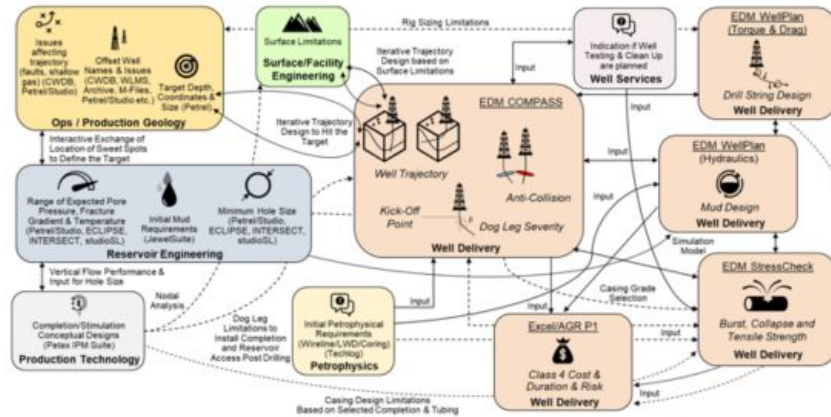 Issues
affecting
trajectory
(faults, shallow
gas) (CWDB,
Petrel/Studio)
Offset Well
Names & Issues
(CWDB, WLMS,
Archive, M-Files,
Petrel/Studio etc.)
Target Depth,
Coordinates &
Size (Petrel)
Ops / Production Geology
Surface Limitations
Surface/Facility
Engineering
Rig Sizing Limitations
Iterative Trajectory
Design based on
Surface Limitations
Iterative Trajectory
Design to Hit the
Target
Interactive Exchange of
Location of Sweet Spots
to Define the Target
Indication if Well
Testing & Clean Up
are planned
Well Services
Input
Input
EDM WellPlan
(Torque & Drag)
Drill String Design
Well Delivery
EDM COMPASS
Well Trajectory
Anti-Collision
Kick-Off
Point
Dog Leg Severity
Well Delivery
Input
EDM WellPlan
(Hydraulics)
Mud Design
Well Delivery
Input
Range of Expected Pore
Pressure, Fracture
Gradient & Temperature
(Petrel/Studio, ECLIPSE,
INTERSECT, studioSL)
Initial Mud
Requirements
(JewelSuite)
Minimum Hole Size
(Petrel/Studio,
ECLIPSE, INTERSECT,
studioSL)
Reservoir Engineering
Simulation
Model
Vertical Flow Performance &
Input for Hole Size
Nodal
Analysis
Dog Leg
Limitations to
Install Completion
and Reservoir
Access Post Drilling
Completion/Stimulation
Conceptual Designs
(Petex IPM Suite)
Production Technology
Input
Initial Petrophysical
Requirements
(Wireline/LWD/Coring)
(Techlog)
Petrophysics
Input
Excel/AGR P1
Class 4 Cost &
Duration & Risk
Well Delivery
Casing Grade
Selection
Input
Input
EDM StressCheck
Burst, Collapse and
Tensile Strength
Well Delivery
Casing Design Limitations
Based on Selected Completion & Tubing